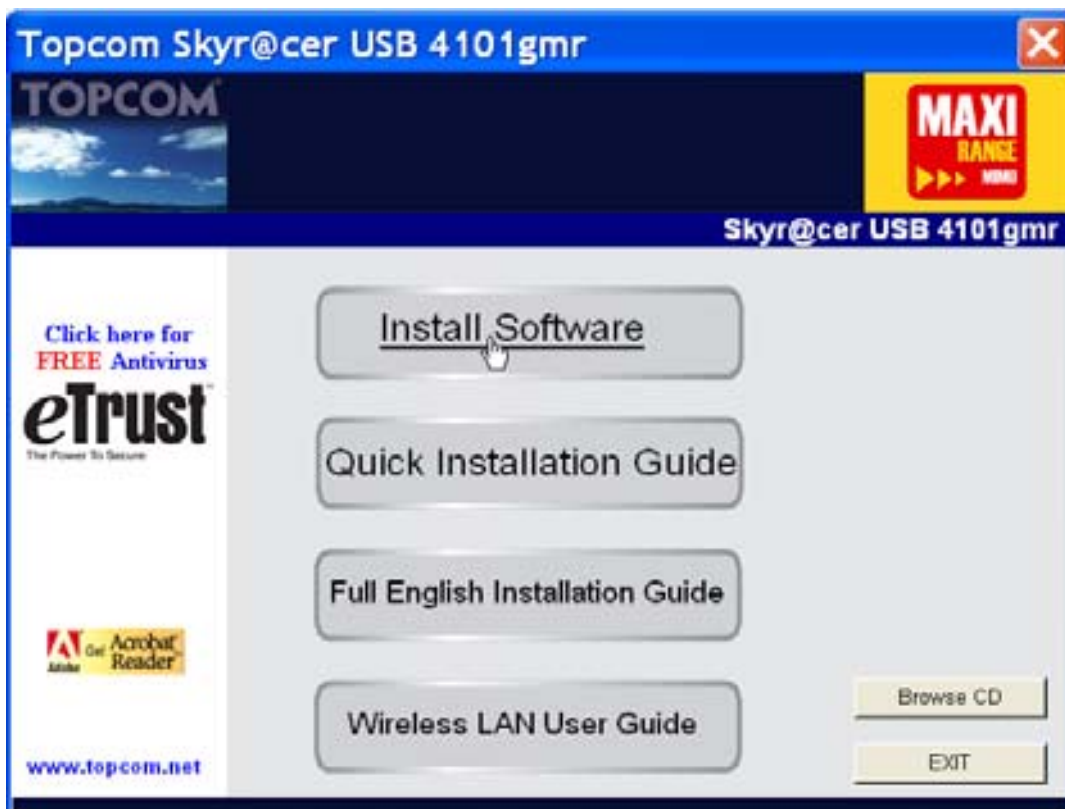 Topcom Skyr@cer USB 4101gmr
TOPCOM
MAXI
RANGE
MIMO
Skyr@cer USB 4101gmr
Click here for
FREE Antivirus
eTrust™
The Power To Secure
Install Software
Quick Installation Guide
Full English Installation Guide
Wireless LAN User Guide
Adobe
Get Acrobat
Reader
www.topcom.net
Browse CD
EXIT